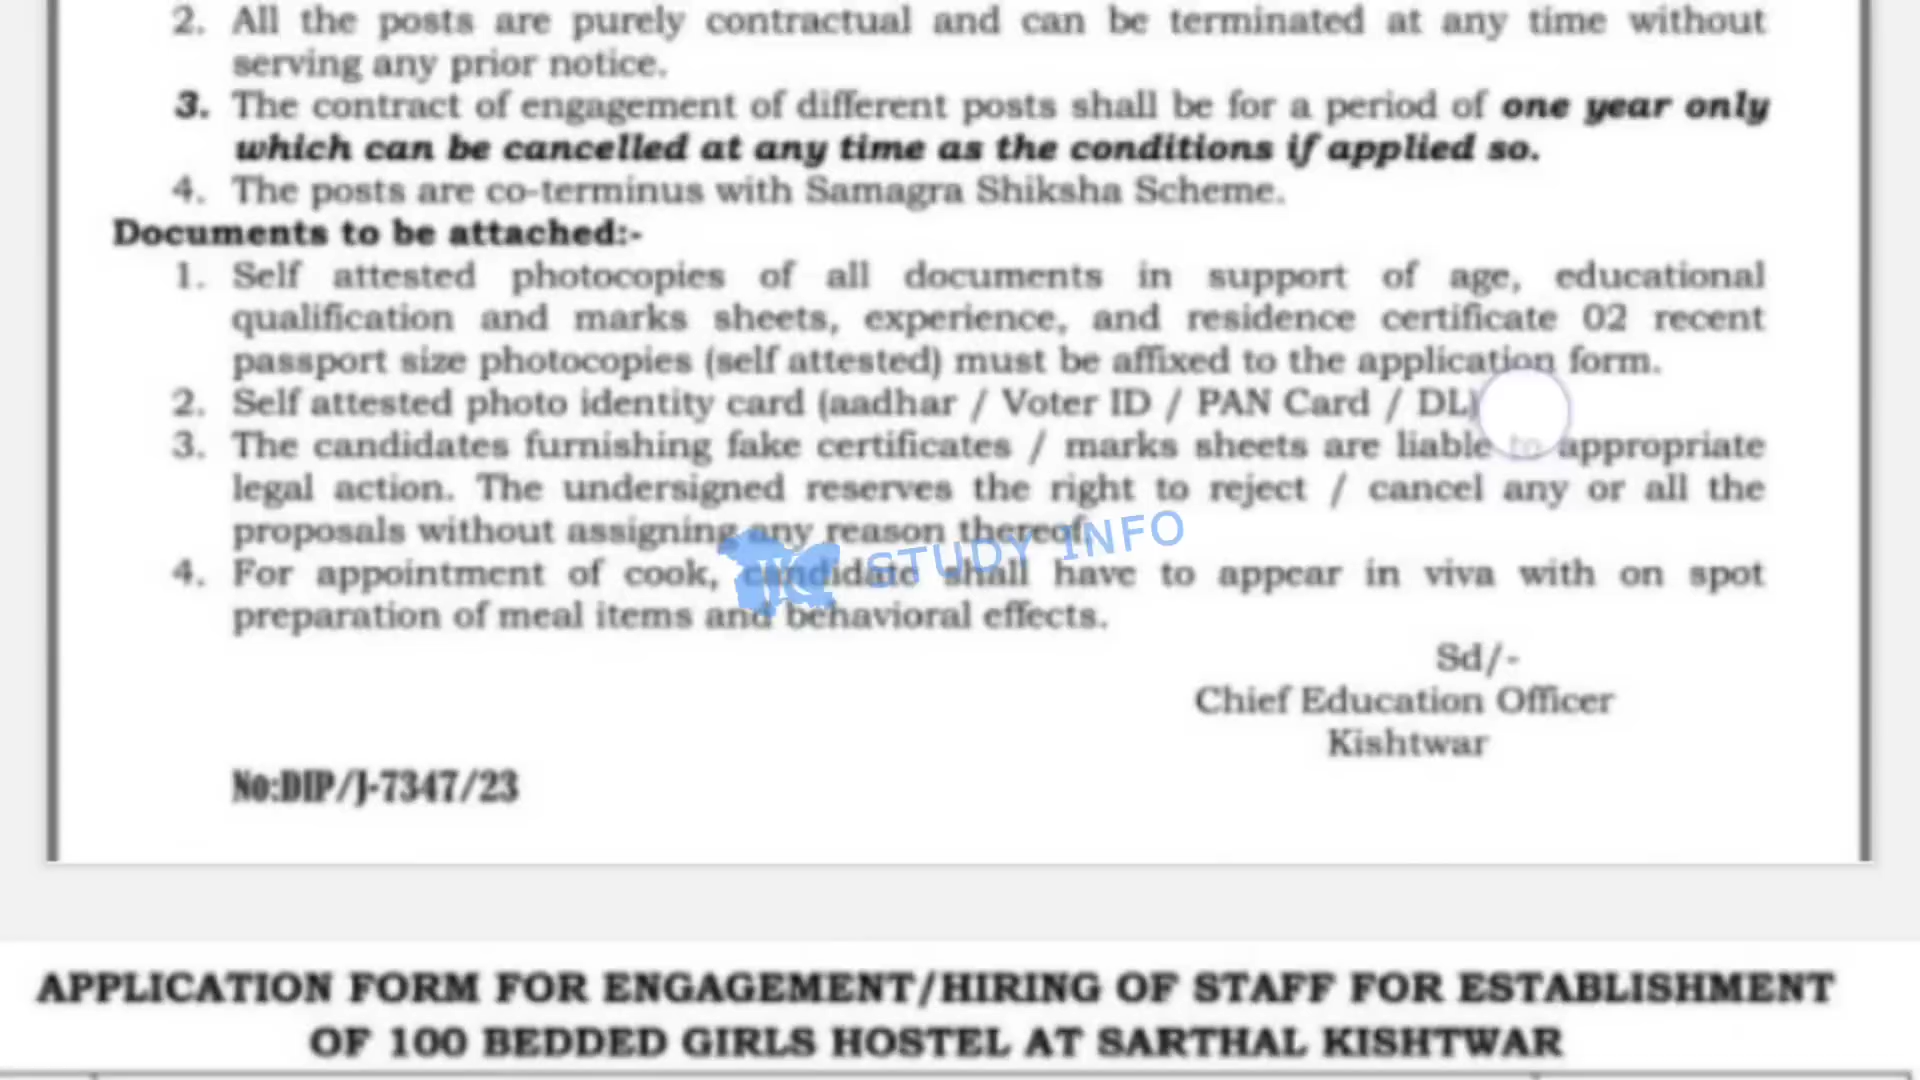 2. All the posts are purely contractual and can be terminated at any time without
serving any prior notice.
3. The contract of engagement of different posts shall be for a period of one year only
which can be cancelled at any time as the conditions if applied so.
4. The posts are co-terminus with Samagra Shiksha Scheme.
Documents to be attached:-
1. Self attested photocopies of all documents in support of age, educational
qualification and marks sheets, experience, and residence certificate 02 recent
passport size photocopies (self attested) must be affixed to the application form.
2. Self attested photo identity card (aadhar / Voter ID / PAN Card / DL)
3. The candidates furnishing fake certificates / marks sheets are liable to appropriate
legal action. The undersigned reserves the right to reject / cancel any or all the
proposals without assigning any reason thereof.
JK STUDY INFO
4. For appointment of cook, candidate shall have to appear in viva with on spot
preparation of meal items and behavioral effects.
Sd/-
Chief Education Officer
Kishtwar
No:DIP/J-7347/23
APPLICATION FORM FOR ENGAGEMENT/HIRING OF STAFF FOR ESTABLISHMENT
OF 100 BEDDED GIRLS HOSTEL AT SARTHAL KISHTWAR